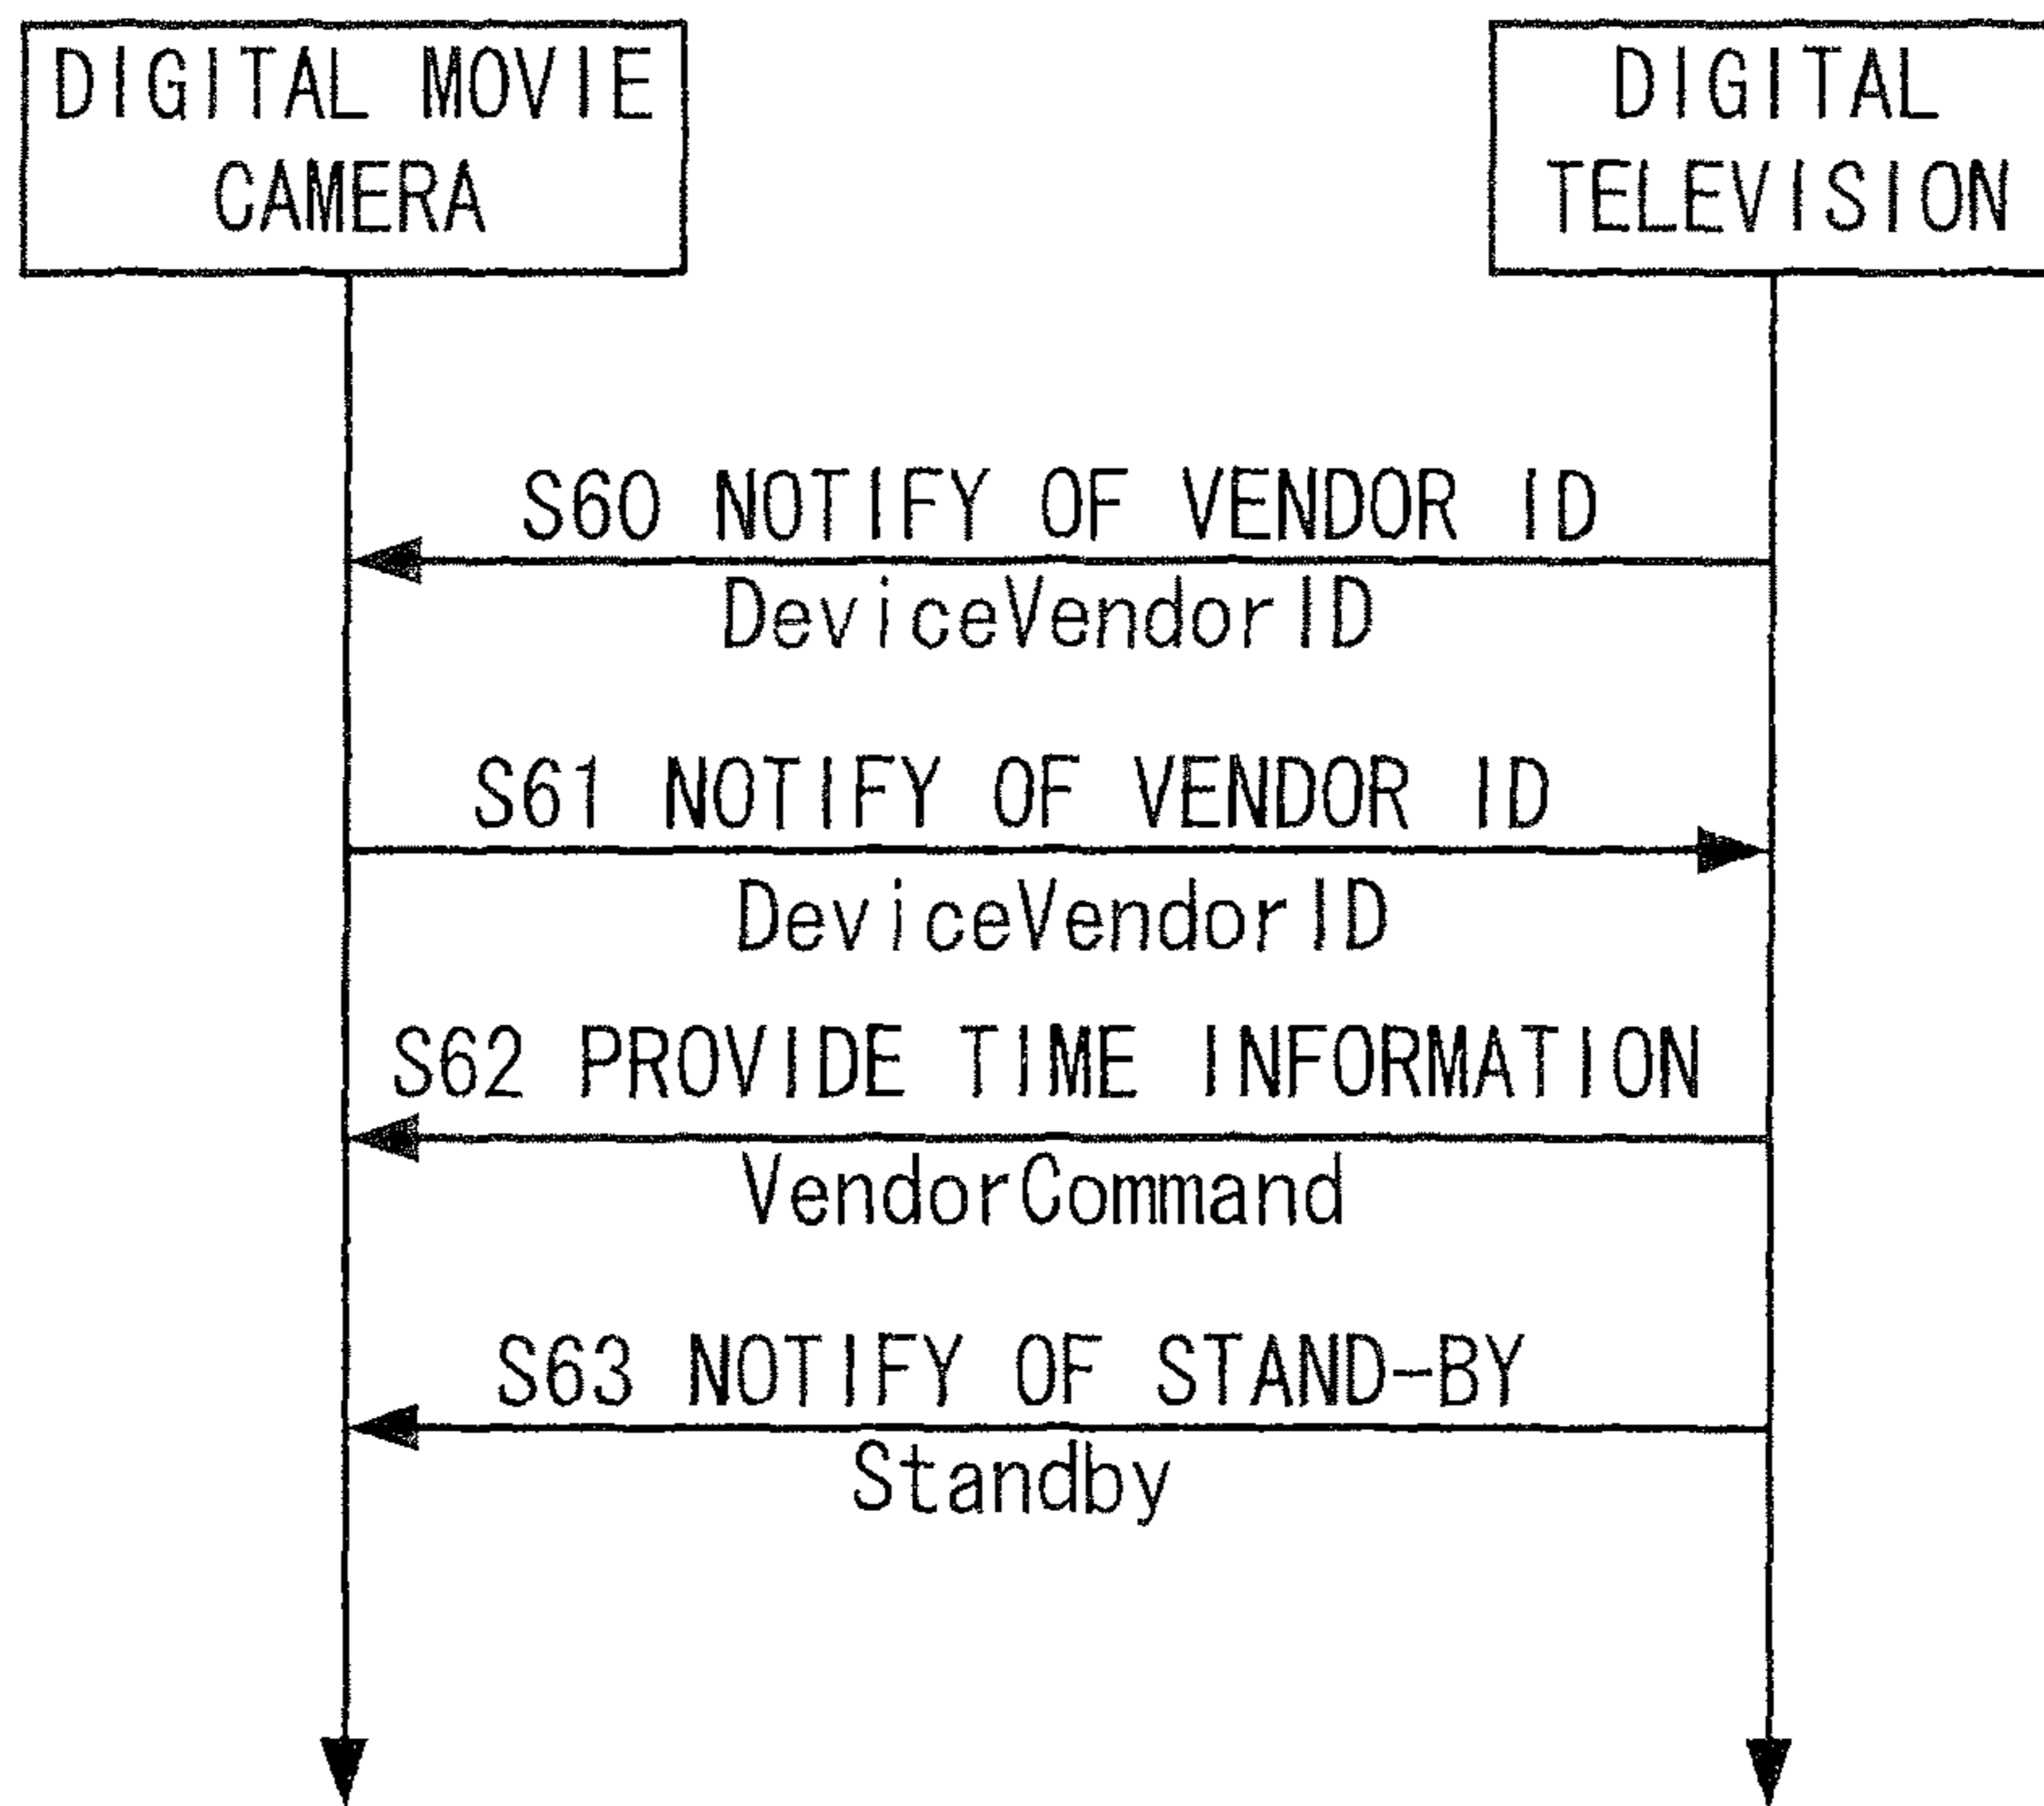 DIGITAL MOVIE
CAMERA
DIGITAL
TELEVISION
S60 NOTIFY OF VENDOR ID
DeviceVendorID
S61 NOTIFY OF VENDOR ID
DeviceVendorID
S62 PROVIDE TIME INFORMATION
VendorCommand
S63 NOTIFY OF STAND-BY
Standby